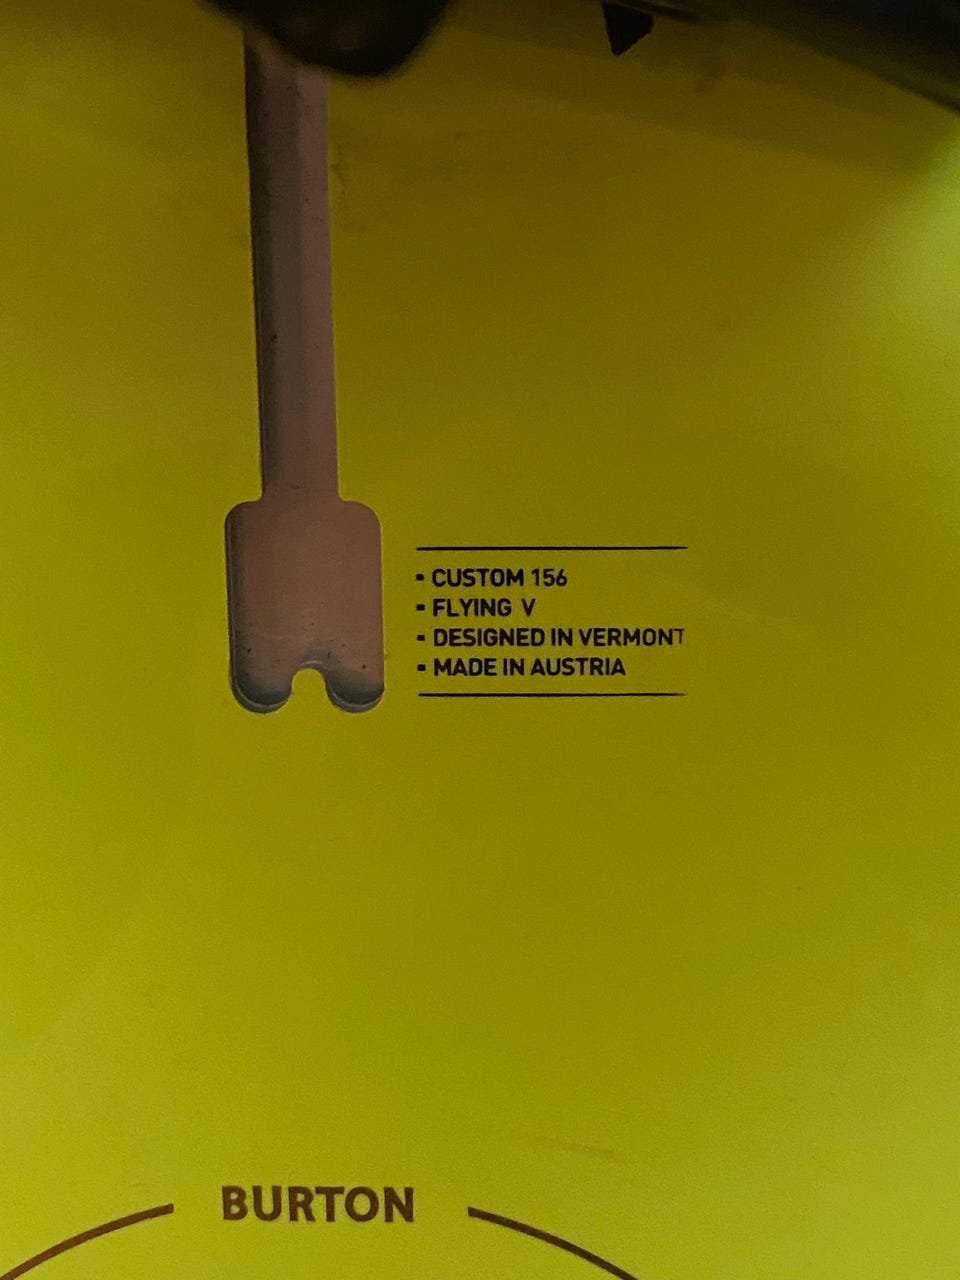 ▪ CUSTOM 156
▪ FLYING V
▪ DESIGNED IN VERMONT
▪ MADE IN AUSTRIA
BURTON